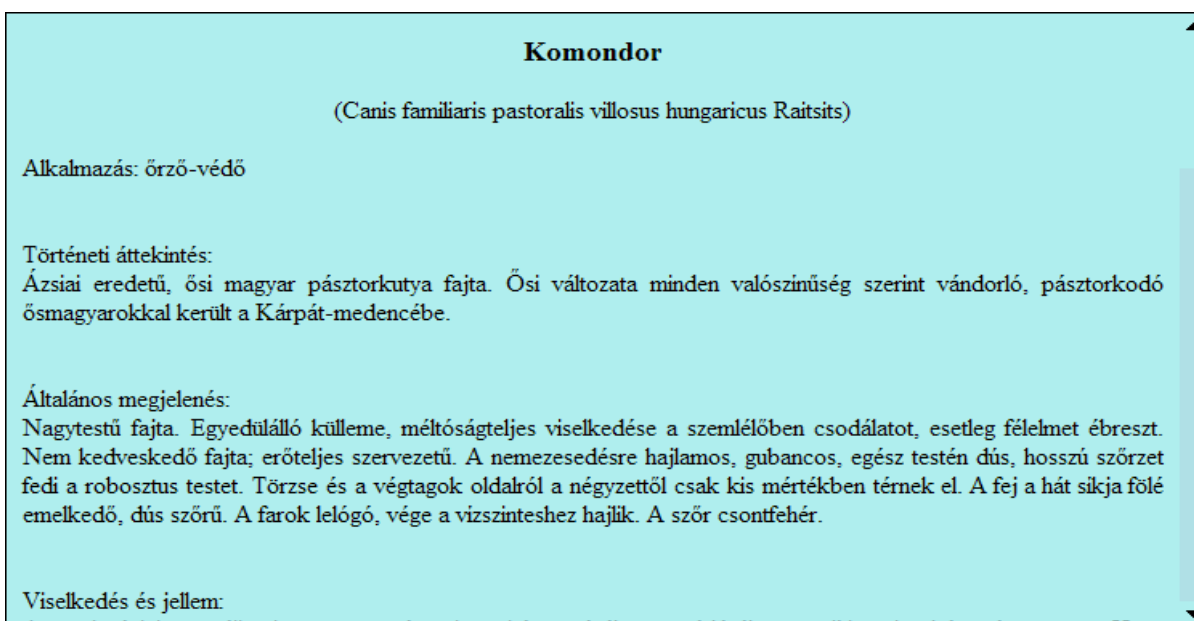 Komondor
(Canis familiaris pastoralis villosus hungaricus Raitsits)
Alkalmazás: őrző-védő
Történeti áttekintés:
Ázsiai eredetű, ősi magyar pásztorkutya fajta. Ősi változata minden valószínűség szerint vándorló, pásztorkodó
ősmagyarokkal került a Kárpát-medencébe.
Általános megjelenés:
Nagytestű fajta. Egyedülálló külleme, méltóságteljes viselkedése a szemlélőben csodálatot, esetleg félelmet ébreszt.
Nem kedveskedő fajta; erőteljes szervezetű. A nemezesedésre hajlamos, gubancos, egész testén dús, hosszú szőrzet
fedi a robosztus testet. Törzse és a végtagok oldalról a négyzettől csak kis mértékben térnek el. A fej a hát síkja fölé
emelkedő, dús szőrű. A farok lelógó, vége a vízszinteshez hajlik. A szőr csontfehér.
Viselkedés és jellem: